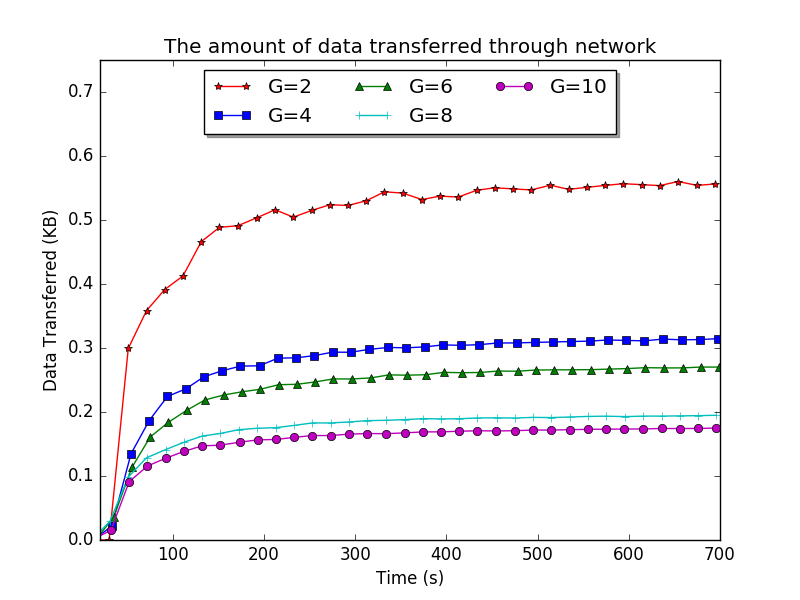 The amount of data transferred through network
G=2 G=6 G=10
G=4 G=8
0.7
0.6
0.5
0.4
0.3
0.2
0.1
0.0
Data Transferred (KB)
100 200 300 400 500 600 700
Time (s)